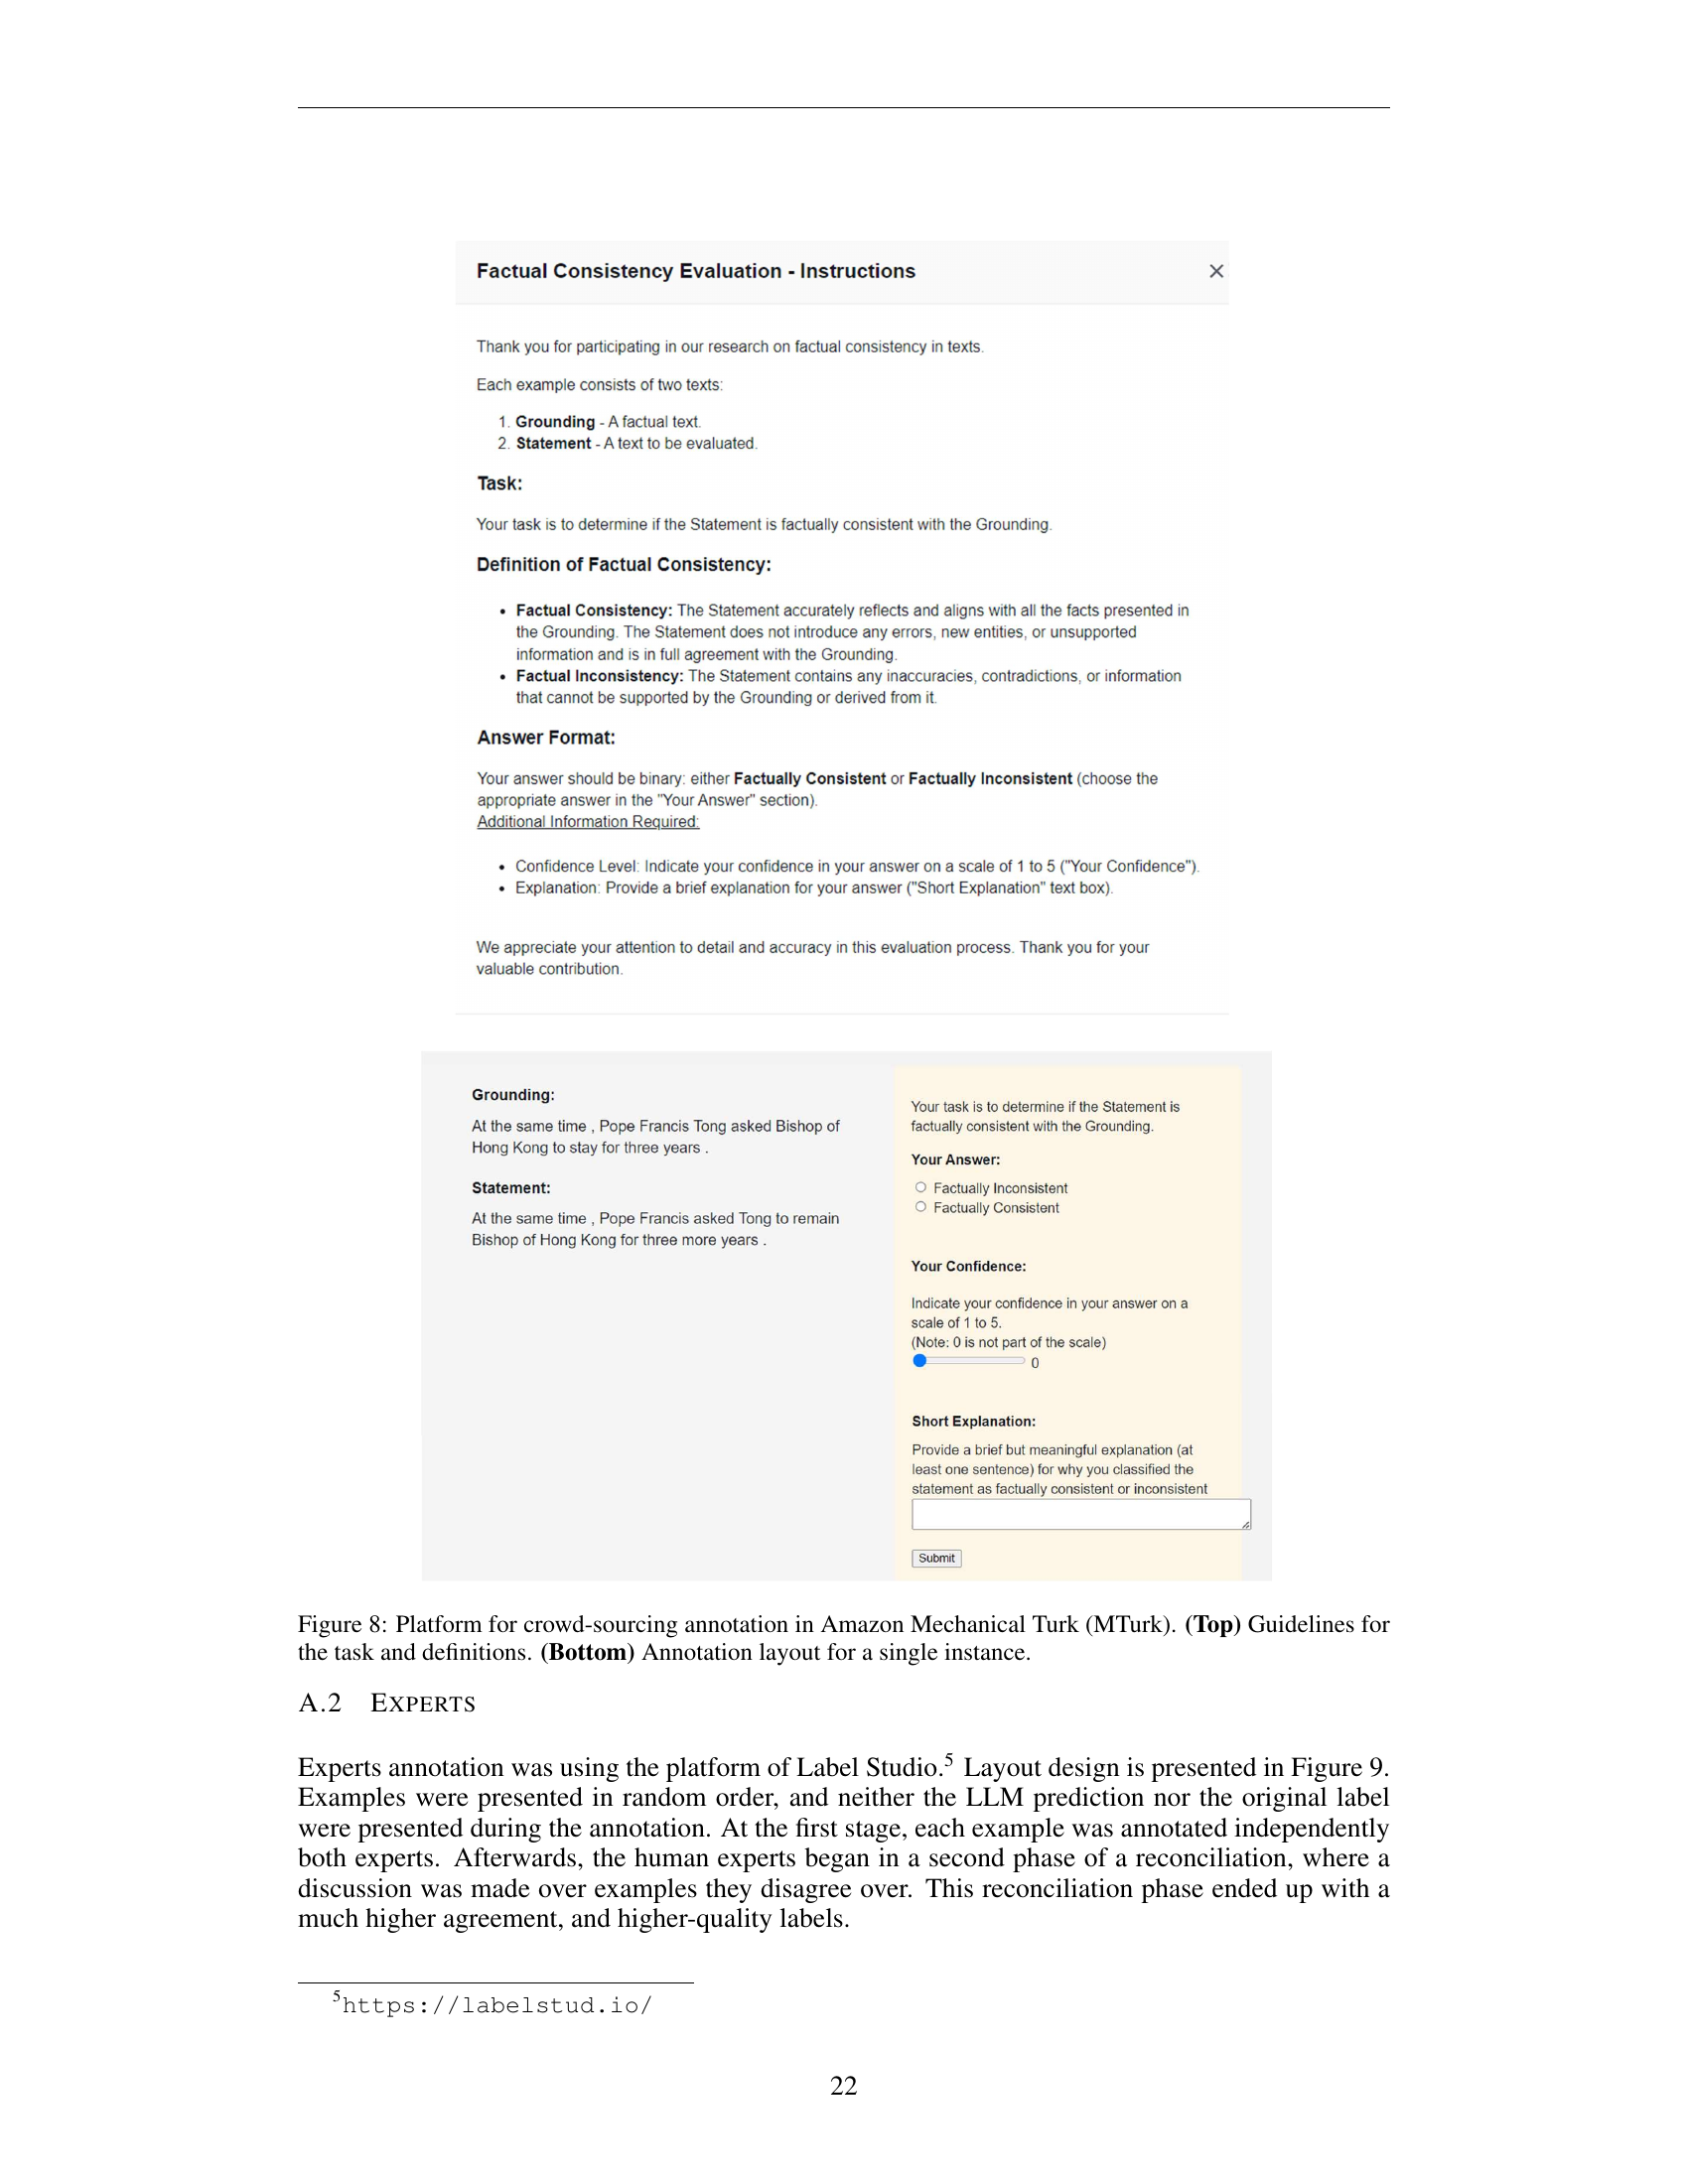 Factual Consistency Evaluation - Instructions
Thank you for participating in our research on factual consistency in texts.
Each example consists of two texts:
1. Grounding - A factual text.
2. Statement - A text to be evaluated.
Task:
Your task is to determine if the Statement is factually consistent with the Grounding.
Definition of Factual Consistency:
• Factual Consistency: The Statement accurately reflects and aligns with all the facts presented in
the Grounding. The Statement does not introduce any errors, new entities, or unsupported
information and is in full agreement with the Grounding.
• Factual Inconsistency: The Statement contains any inaccuracies, contradictions, or information
that cannot be supported by the Grounding or derived from it.
Answer Format:
Your answer should be binary: either Factually Consistent or Factually Inconsistent (choose the
appropriate answer in the "Your Answer" section).
Additional Information Required:
• Confidence Level: Indicate your confidence in your answer on a scale of 1 to 5 ("Your Confidence").
• Explanation: Provide a brief explanation for your answer ("Short Explanation" text box).
We appreciate your attention to detail and accuracy in this evaluation process. Thank you for your
valuable contribution.
Grounding:
At the same time , Pope Francis Tong asked Bishop of
Hong Kong to stay for three years .
Statement:
At the same time , Pope Francis asked Tong to remain
Bishop of Hong Kong for three more years .
Your task is to determine if the Statement is
factually consistent with the Grounding.
Your Answer:
Factually Inconsistent
Factually Consistent
Your Confidence:
Indicate your confidence in your answer on a
scale of 1 to 5.
(Note: 0 is not part of the scale)
0
Short Explanation:
Provide a brief but meaningful explanation (at
least one sentence) for why you classified the
statement as factually consistent or inconsistent
Submit
Figure 8: Platform for crowd-sourcing annotation in Amazon Mechanical Turk (MTurk). (Top) Guidelines for
the task and definitions. (Bottom) Annotation layout for a single instance.
A.2 EXPERTS
Experts annotation was using the platform of Label Studio.5 Layout design is presented in Figure 9.
Examples were presented in random order, and neither the LLM prediction nor the original label
were presented during the annotation. At the first stage, each example was annotated independently
both experts. Afterwards, the human experts began in a second phase of a reconciliation, where a
discussion was made over examples they disagree over. This reconciliation phase ended up with a
much higher agreement, and higher-quality labels.
5https://labelstud.io/
22